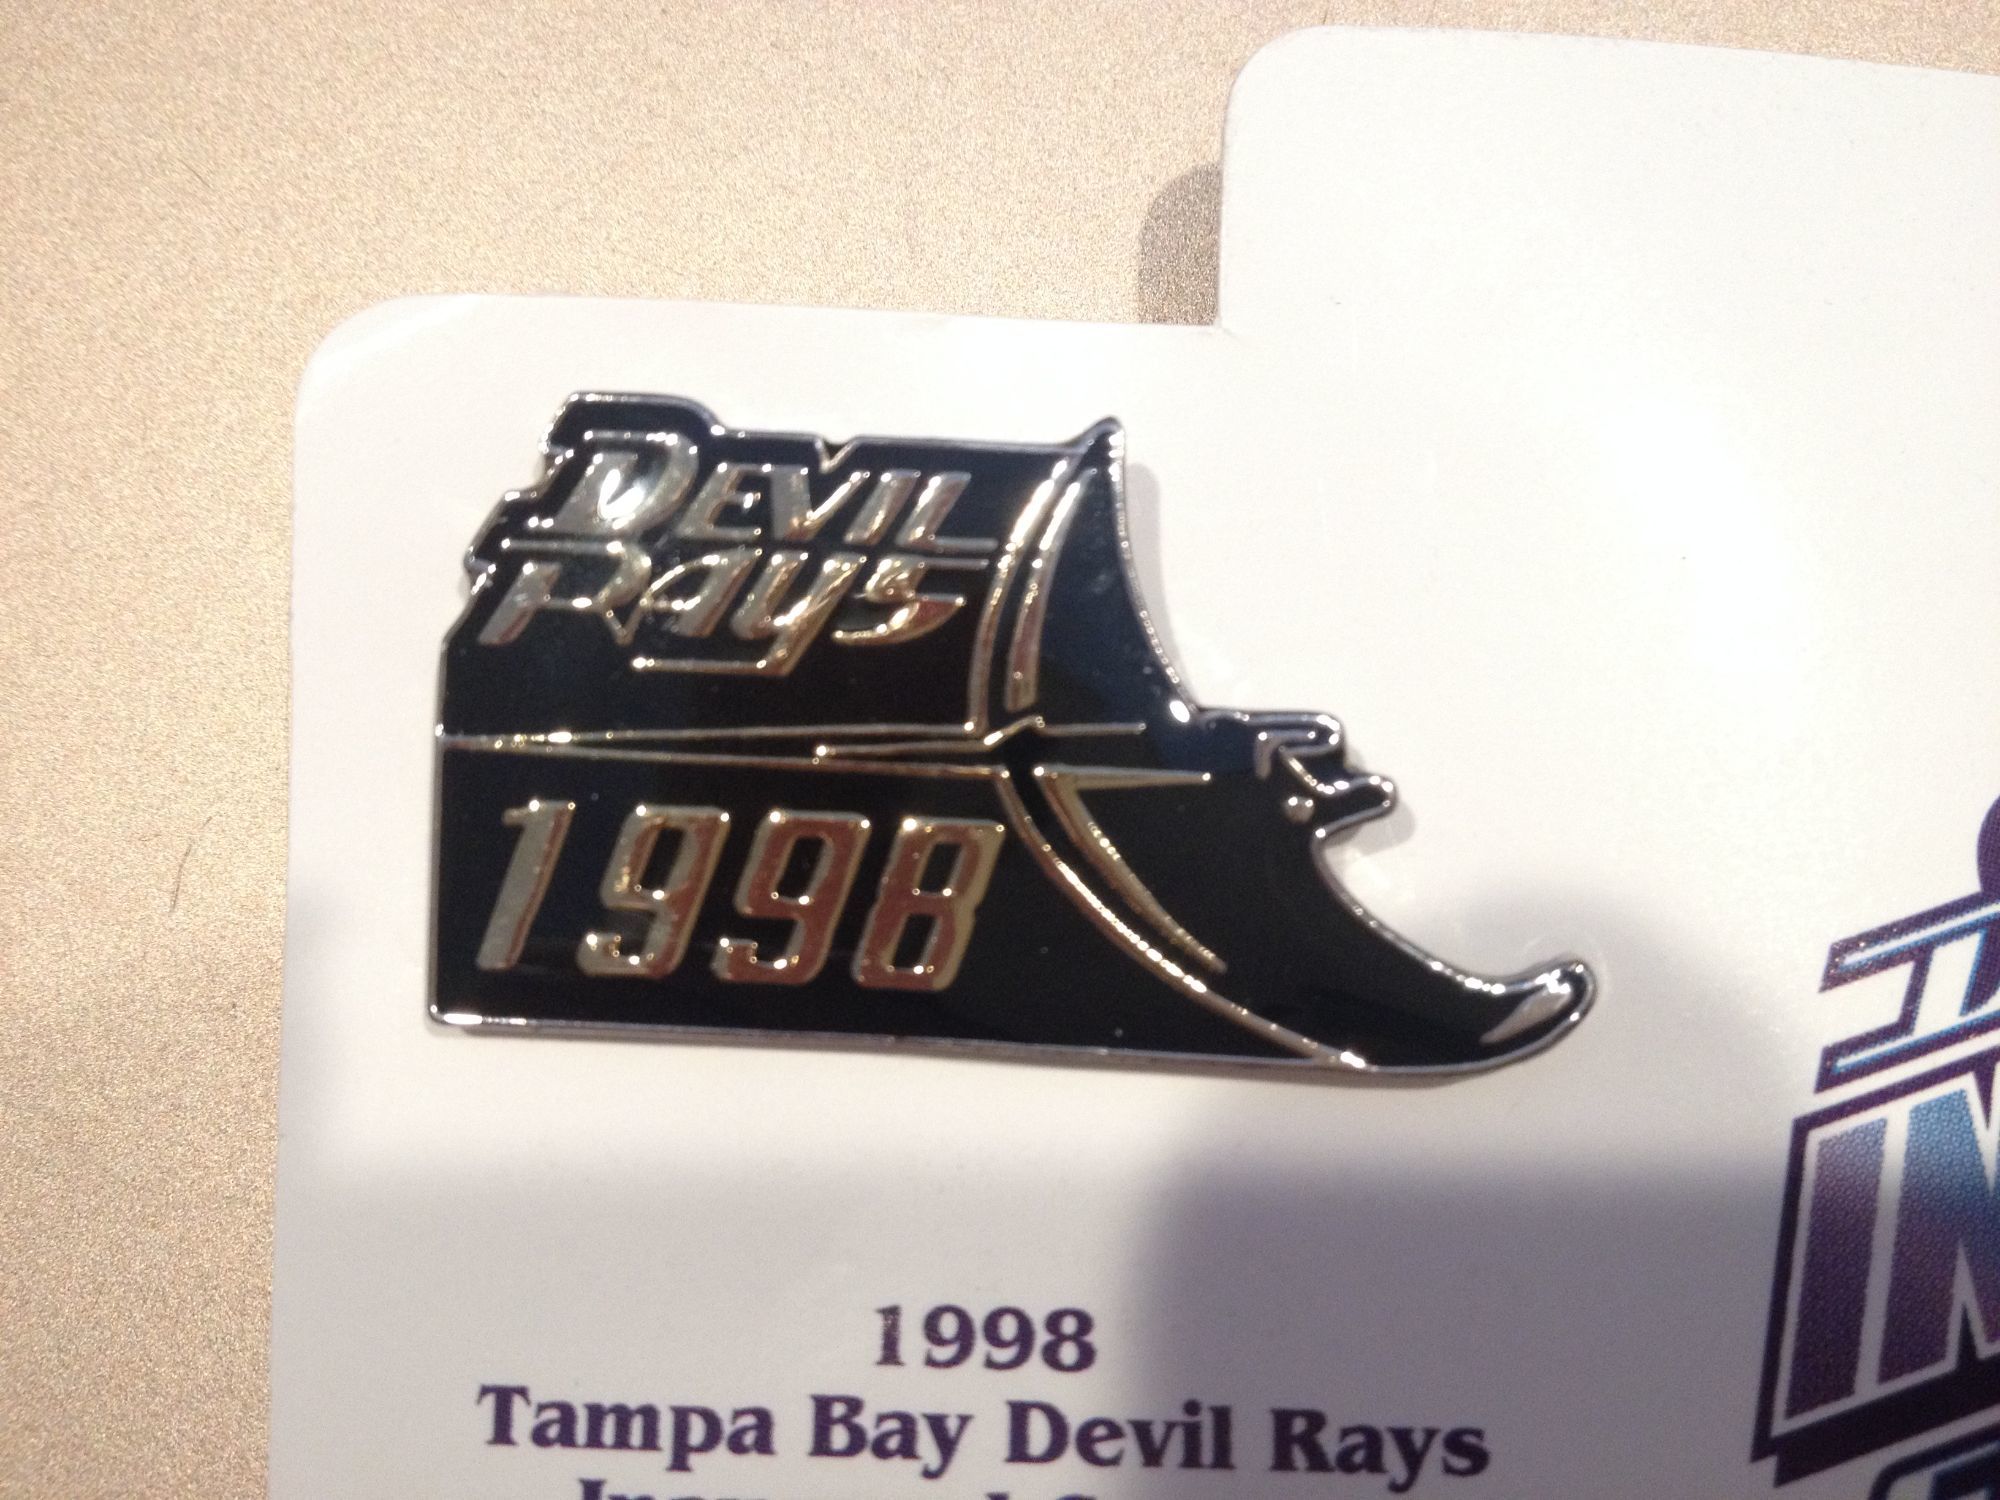 DEVIL
RAYS
1998
1998
Tampa Bay Devil Rays